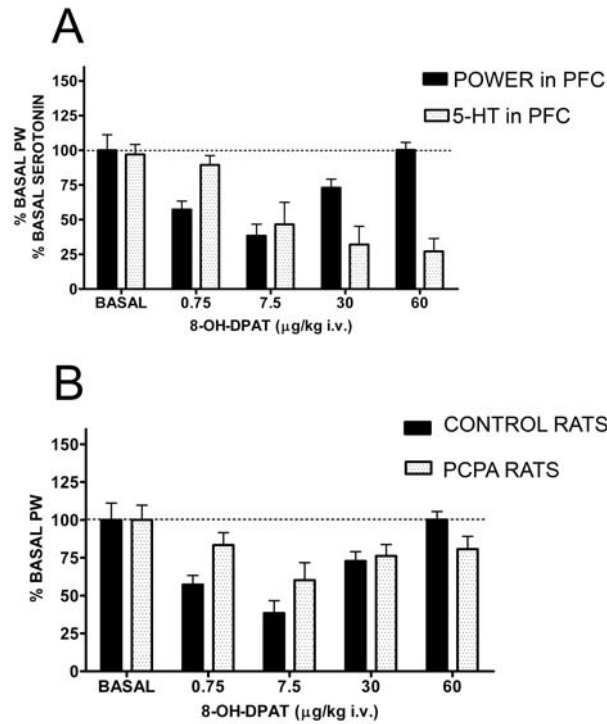 A
POWER in PFC
5-HT in PFC
% BASAL PW
% BASAL SEROTONIN
150
100
75
50
25
0
BASAL 0.75 7.5 30 60
8-OH-DPAT (μg/kg i.v.)
B
CONTROL RATS
PCPA RATS
% BASAL PW
150
100
75
50
25
0
BASAL 0.75 7.5 30 60
8-OH-DPAT (μg/kg i.v.)